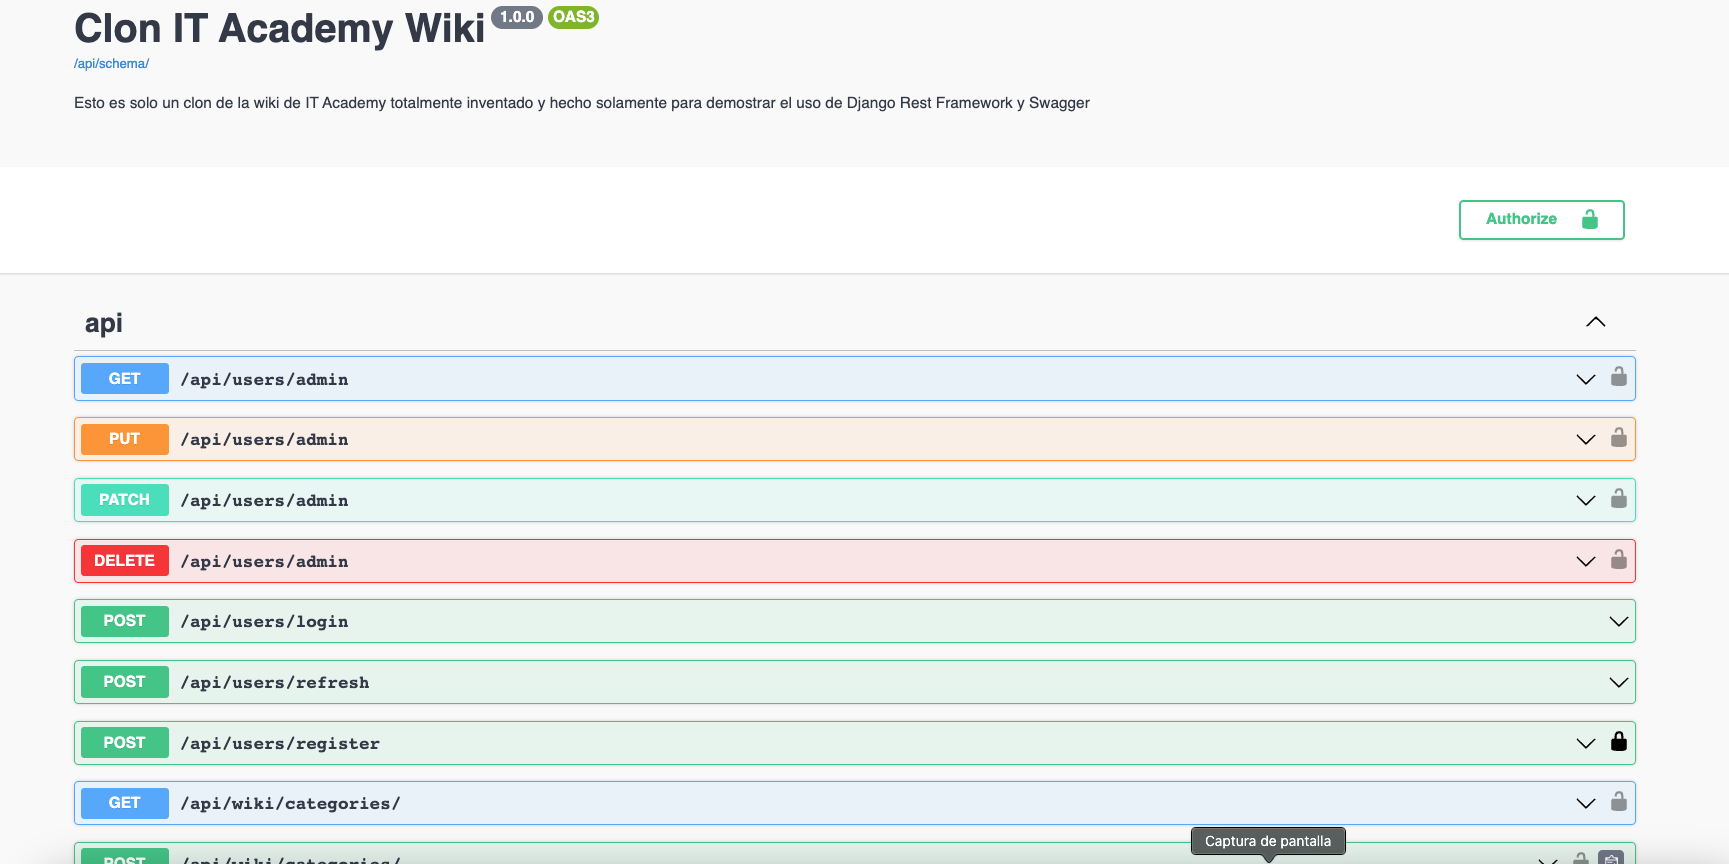 Clon IT Academy Wiki 1.0.0 OAS3
/api/schema/
Esto es solo un clon de la wiki de IT Academy totalmente inventado y hecho solamente para demostrar el uso de Django Rest Framework y Swagger
Authorize
api
GET /api/users/admin
PUT /api/users/admin
PATCH /api/users/admin
DELETE /api/users/admin
POST /api/users/login
POST /api/users/refresh
POST /api/users/register
GET /api/wiki/categories/
Captura de pantalla
POST /api/wiki/categories/